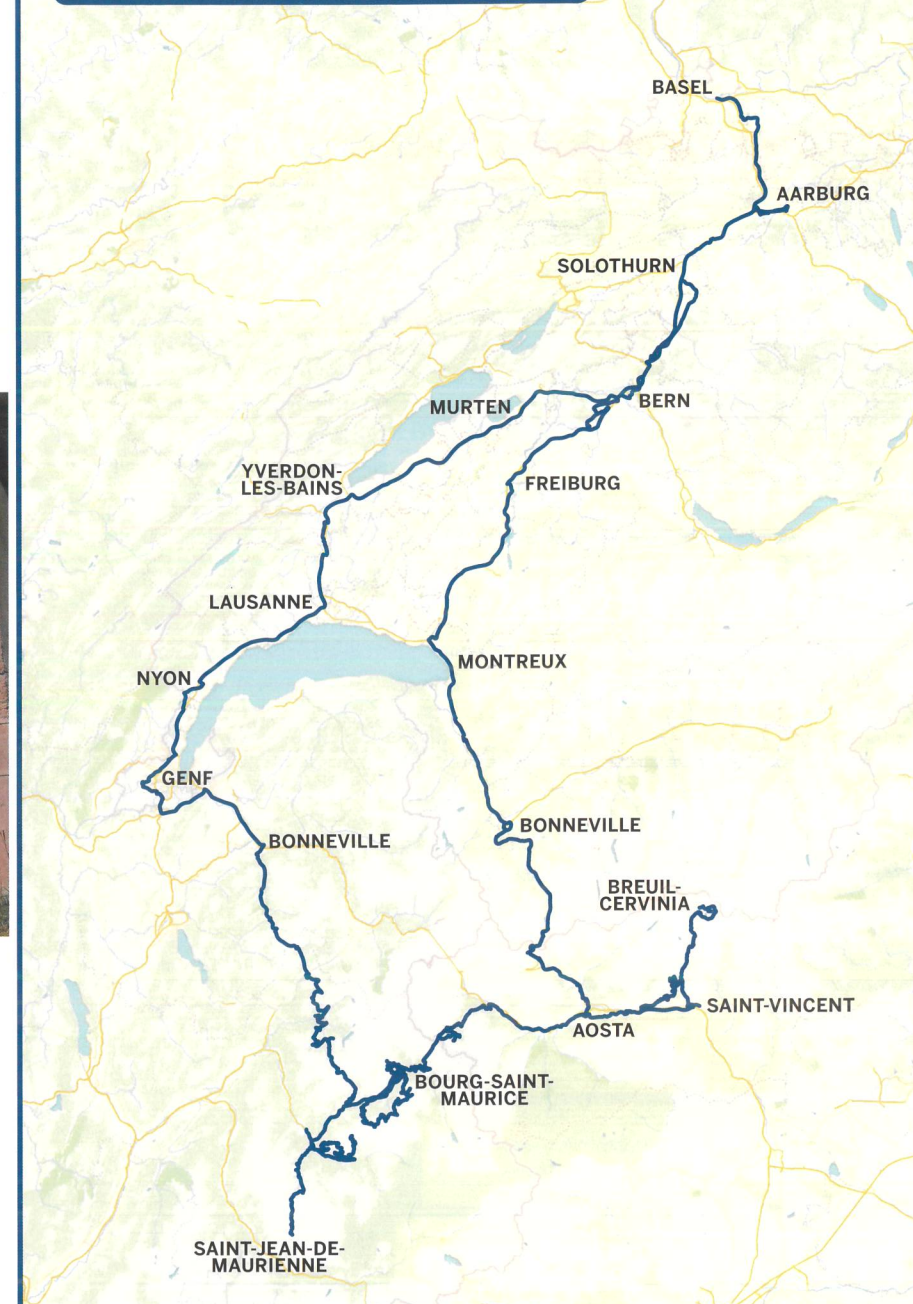 BASEL
AARBURG
SOLOTHURN
BERN
MURTEN
YVERDON-
LES-BAINS
FREIBURG
LAUSANNE
MONTREUX
NYON
GENF
BONNEVILLE
BONNEVILLE
BREUIL-
CERVINIA
SAINT-VINCENT
AOSTA
BOURG-SAINT-
MAURICE
SAINT-JEAN-DE-
MAURIENNE